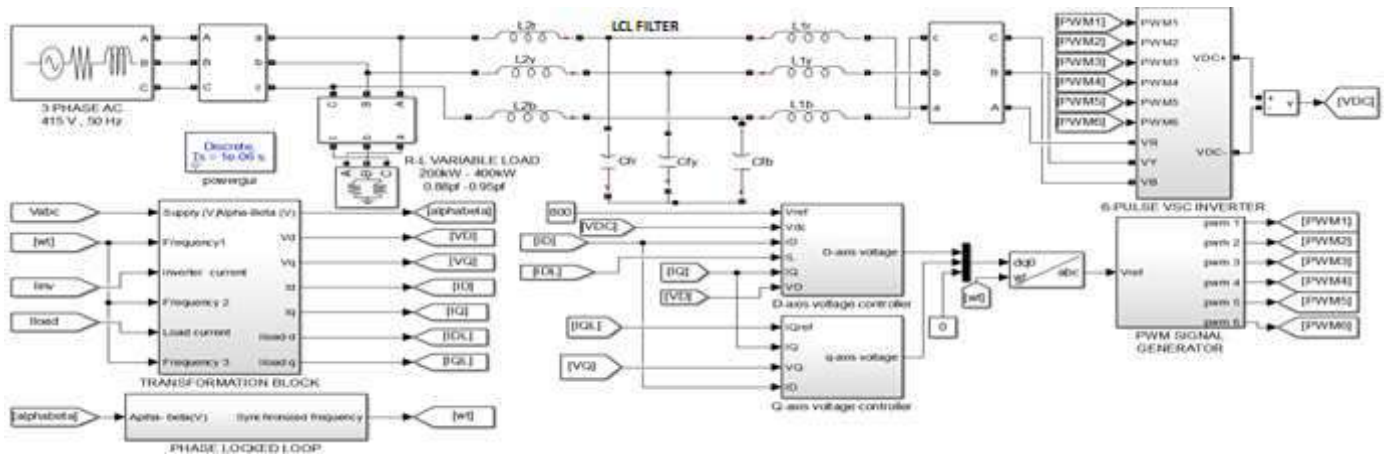 L2r
LCL FILTER
L1r
L2y
L1y
L2b
L1b
A
B
C
A
B
C
a
b
c
3 PHASE AC
415 V , 50 Hz
Discrete,
Ts = 1e-06 s.
powergui
C
B
A
A
B
C
R-L VARIABLE LOAD
200kW - 400kW
0.88pf - 0.95pf
Cfr
Cfy
Cfb
c
b
a
C
B
A
[PWM1]
[PWM2]
[PWM3]
[PWM4]
[PWM5]
[PWM6]
PWM1
PWM2
PWM3
PWM4
PWM5
PWM6
VR
VY
VB
VDC+
VDC-
+
-
v
[VDC]
6-PULSE VSC INVERTER
Vabc
[wt]
Iinv
Iload
Supply (V)
Frequency1
Inverter current
Frequency 2
Load current
Frequency 3
Alpha-Beta (V)
Vd
Vq
Id
Iq
Iload d
Iload q
[alphabeta]
[VD]
[VQ]
[ID]
[IQ]
[IDL]
[IQL]
TRANSFORMATION BLOCK
[alphabeta]
Alpha- beta(V)
Synchronized frequency
[wt]
PHASE LOCKED LOOP
800
[VDC]
[ID]
[IDL]
[IQ]
[VD]
Vref
Vdc
ID
IL
IQ
VD
D-axis voltage
D-axis voltage controller
[IQL]
[VQ]
IQref
IQ
VQ
ID
q-axis voltage
Q-axis voltage controller
[wt]
0
dq0
wt
abc
Vref
pwm 1
pwm 2
pwm 3
pwm 4
pwm 5
pwm 6
[PWM1]
[PWM2]
[PWM3]
[PWM4]
[PWM5]
[PWM6]
PWM SIGNAL
GENERATOR